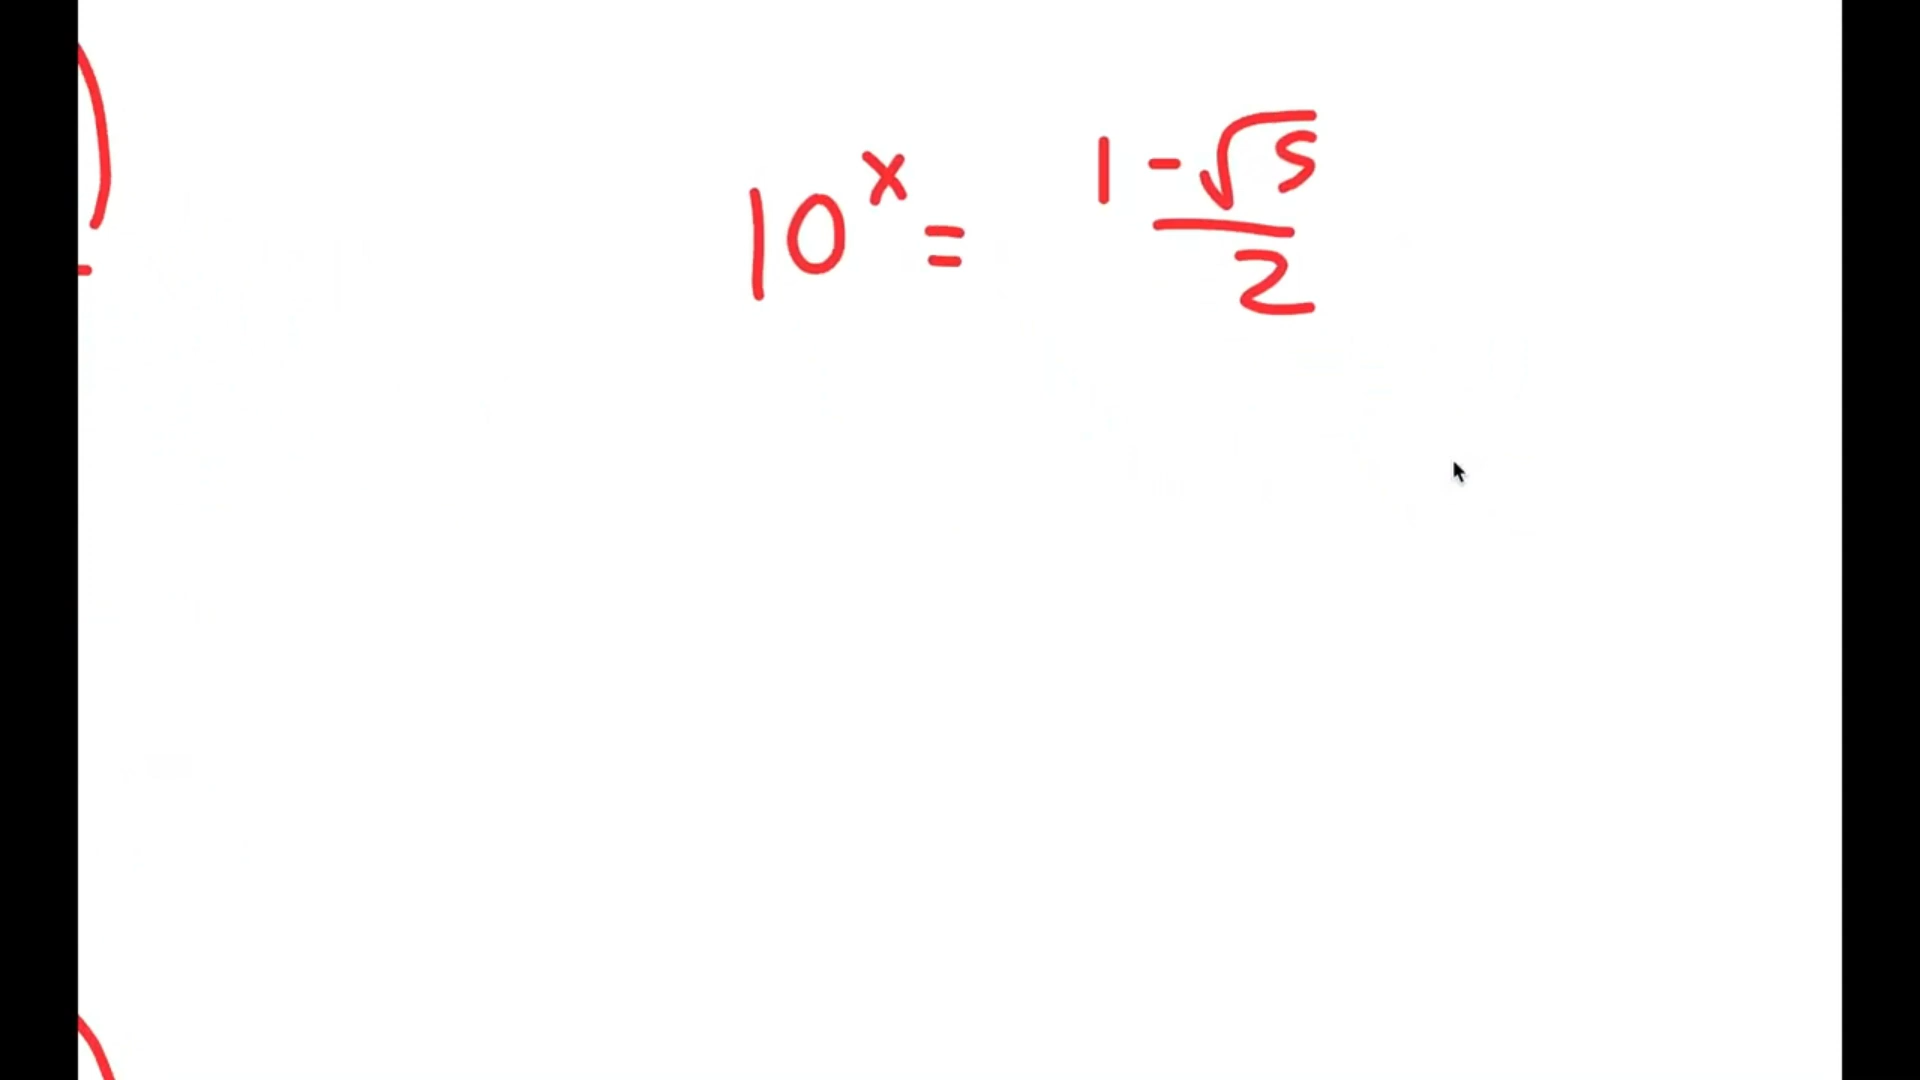 10^x = (1-√5)/2